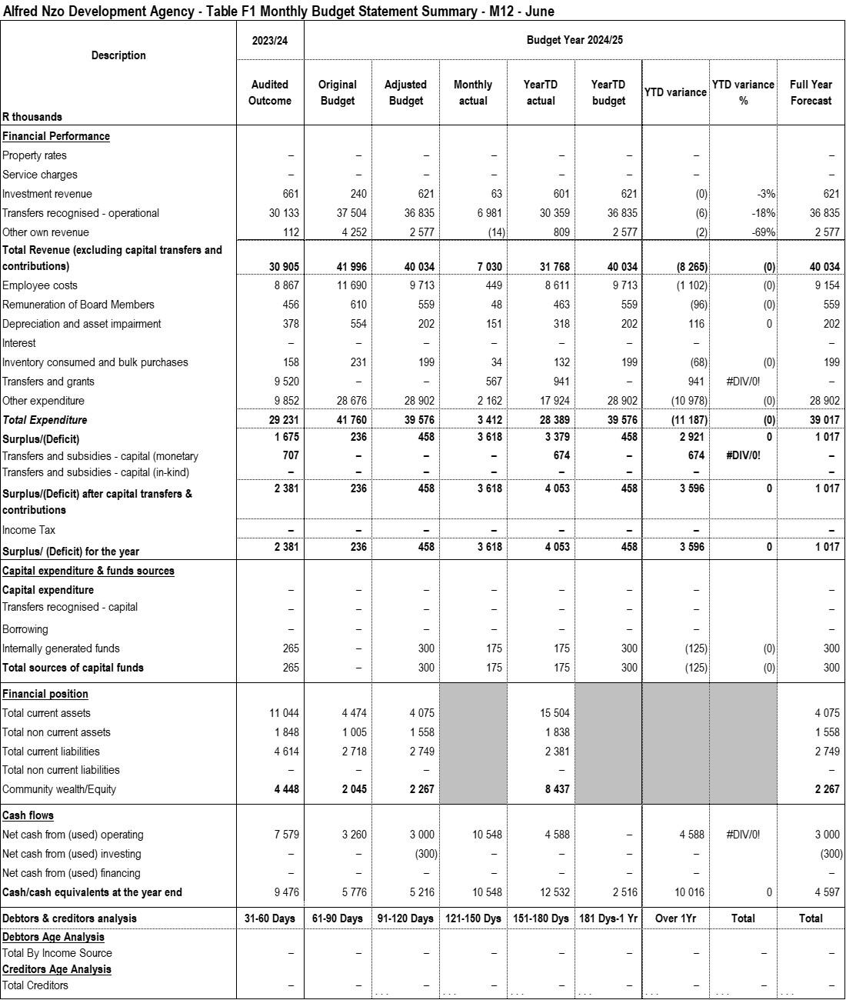 Alfred Nzo Development Agency - Table F1 Monthly Budget Statement Summary - M12 - June
Description 2023/24 Budget Year 2024/25
R thousands Audited Outcome Original Budget Adjusted Budget Monthly actual YearTD actual YearTD budget YTD variance YTD variance % Full Year Forecast
Financial Performance
Property rates – – – – – – – –
Service charges – – – – – – – –
Investment revenue 661 240 621 63 601 621 (0) -3% 621
Transfers recognised - operational 30 133 37 504 36 835 6 981 30 359 36 835 (6) -18% 36 835
Other own revenue 112 4 252 2 577 (14) 809 2 577 (2) -69% 2 577
Total Revenue (excluding capital transfers and
contributions) 30 905 41 996 40 034 7 030 31 768 40 034 (8 265) (0) 40 034
Employee costs 8 867 11 690 9 713 449 8 611 9 713 (1 102) (0) 9 154
Remuneration of Board Members 456 610 559 48 463 559 (96) (0) 559
Depreciation and asset impairment 378 554 202 151 318 202 116 0 202
Interest – – – – – – – –
Inventory consumed and bulk purchases 158 231 199 34 132 199 (68) (0) 199
Transfers and grants 9 520 – – 567 941 – 941 #DIV/0! –
Other expenditure 9 852 28 676 28 902 2 162 17 924 28 902 (10 978) (0) 28 902
Total Expenditure 29 231 41 760 39 576 3 412 28 389 39 576 (11 187) (0) 39 017
Surplus/(Deficit) 1 675 236 458 3 618 3 379 458 2 921 0 1 017
Transfers and subsidies - capital (monetary 707 – – – 674 – 674 #DIV/0! –
Transfers and subsidies - capital (in-kind) – – – – – – – –
Surplus/(Deficit) after capital transfers & 2 381 236 458 3 618 4 053 458 3 596 0 1 017
contributions
Income Tax – – – – – – – –
Surplus/ (Deficit) for the year 2 381 236 458 3 618 4 053 458 3 596 0 1 017
Capital expenditure & funds sources
Capital expenditure – – – – – – – –
Transfers recognised - capital – – – – – – – –
Borrowing – – – – – – – –
Internally generated funds 265 – 300 175 175 300 (125) (0) 300
Total sources of capital funds 265 – 300 175 175 300 (125) (0) 300
Financial position
Total current assets 11 044 4 474 4 075 15 504 4 075
Total non current assets 1 848 1 005 1 558 1 838 1 558
Total current liabilities 4 614 2 718 2 749 2 381 2 749
Total non current liabilities – – – – –
Community wealth/Equity 4 448 2 045 2 267 8 437 2 267
Cash flows
Net cash from (used) operating 7 579 3 260 3 000 10 548 4 588 – 4 588 #DIV/0! 3 000
Net cash from (used) investing – – (300) – – – – (300)
Net cash from (used) financing – – – – – – – –
Cash/cash equivalents at the year end 9 476 5 776 5 216 10 548 12 532 2 516 10 016 0 4 597
Debtors & creditors analysis 31-60 Days 61-90 Days 91-120 Days 121-150 Dys 151-180 Dys 181 Dys-1 Yr Over 1Yr Total Total
Debtors Age Analysis
Total By Income Source – – – – – – – – –
Creditors Age Analysis
Total Creditors – – – – – – – – –
. . . . . . . . . . . . . . . . . . . . .